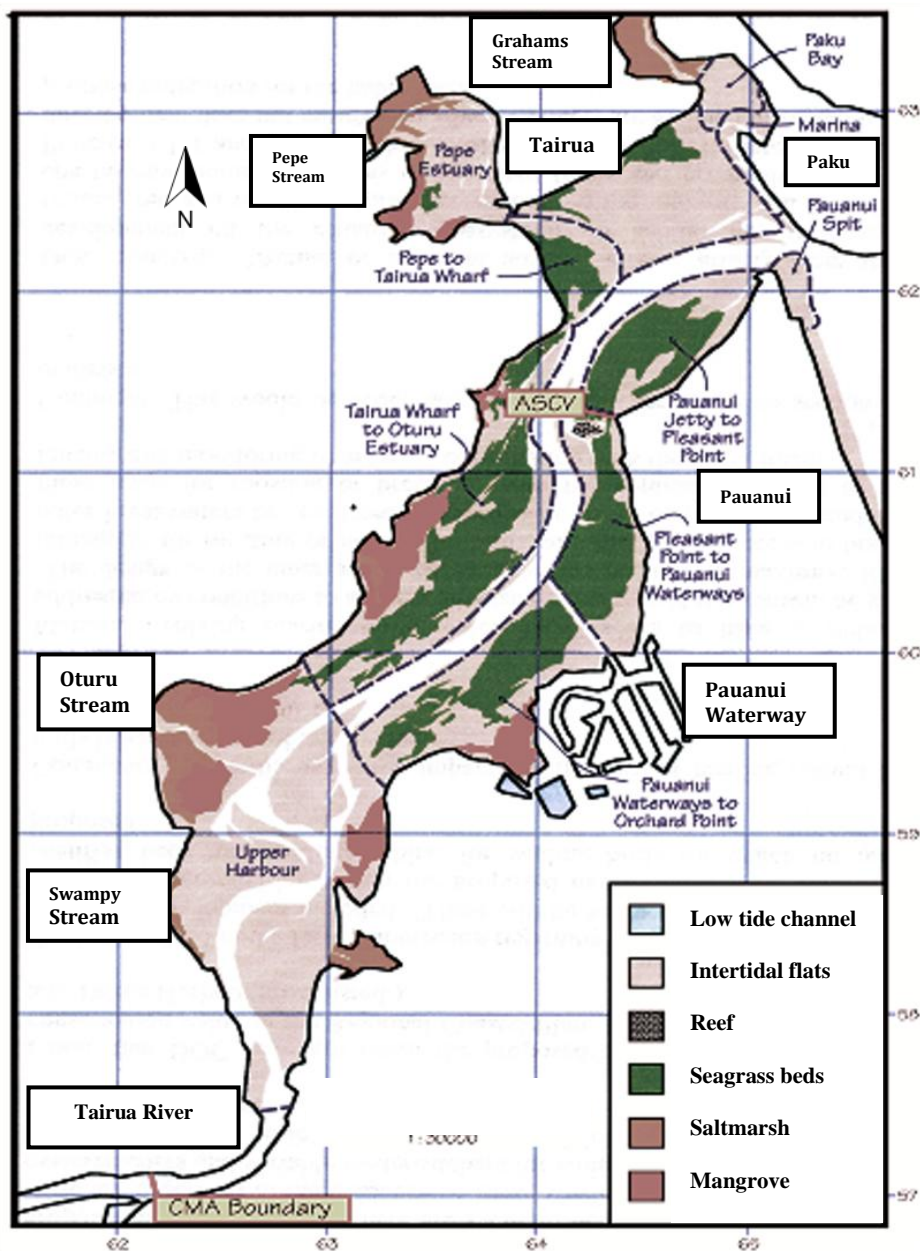 Grahams
Stream
Paku
Bay
63
Marina
Tairua
Pepe
Stream
Pepe
Estuary
Paku
Pauanui
Spit
N
Pepe to
Tairua Wharf
62
ASCV
Tairua Wharf
to Oturu
Estuary
Pauanui
Jetty to
Pleasant
Point
61
Pauanui
Pleasant
Point to
Pauanui
Waterways
60
Oturu
Stream
Pauanui
Waterway
Pauanui
Waterways to
Orchard Point
59
Upper
Harbour
Swampy
Stream
Low tide channel
Intertidal flats
58
Reef
Seagrass beds
Tairua River
Saltmarsh
Mangrove
57
CMA Boundary
62
63
64
65